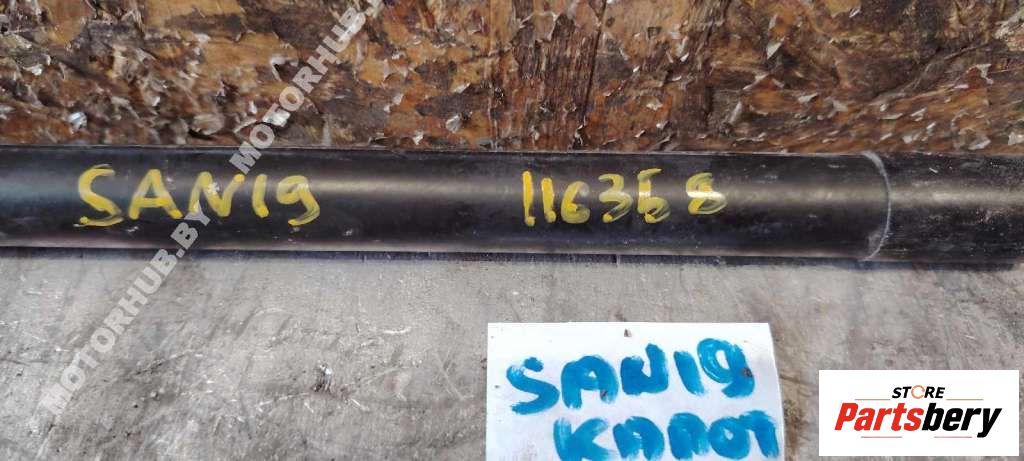 MOTORHUB.BY - MOTORHUB.BY
SAN19 116368
SAN19
КАПОТ
STORE
Partsbery